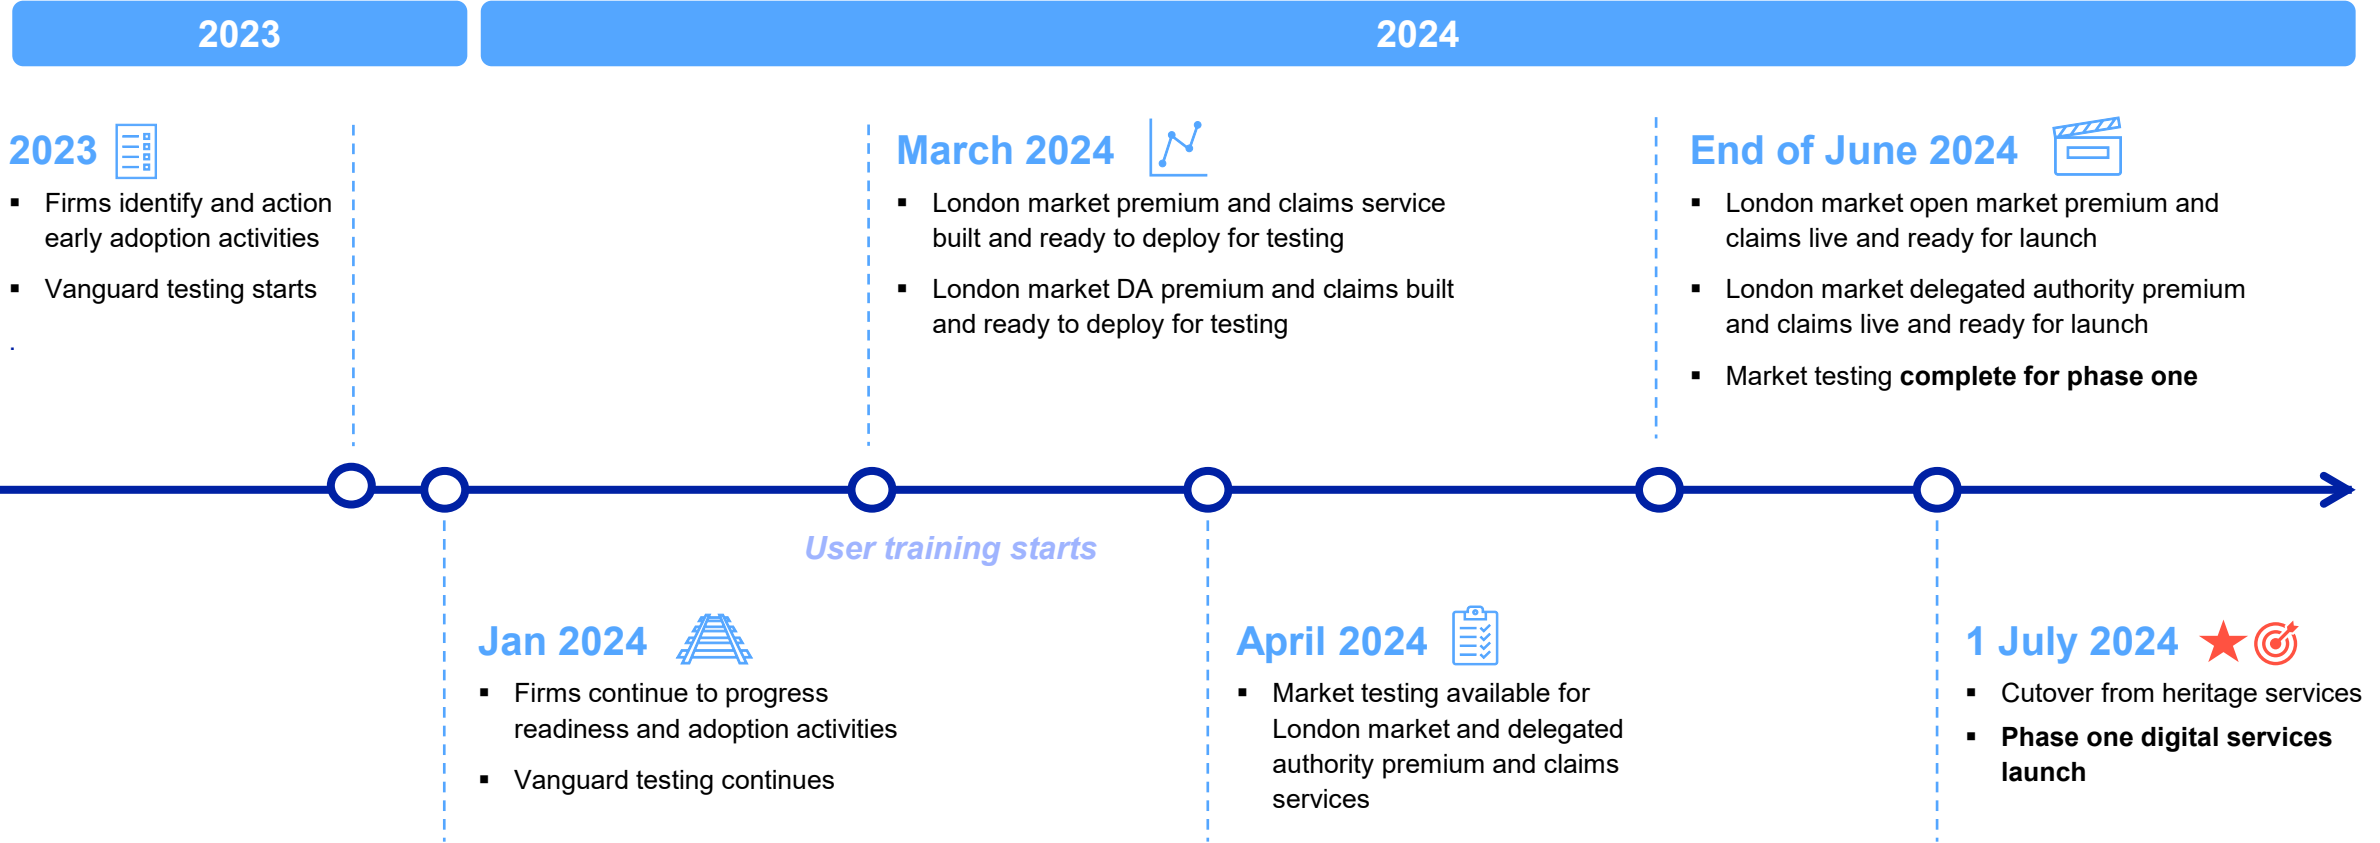 2023
2024
2023
▪ Firms identify and action
early adoption activities
▪ Vanguard testing starts
.
March 2024
▪ London market premium and claims service
built and ready to deploy for testing
▪ London market DA premium and claims built
and ready to deploy for testing
End of June 2024
▪ London market open market premium and
claims live and ready for launch
▪ London market delegated authority premium
and claims live and ready for launch
▪ Market testing complete for phase one
User training starts
Jan 2024
▪ Firms continue to progress
readiness and adoption activities
▪ Vanguard testing continues
April 2024
▪ Market testing available for
London market and delegated
authority premium and claims
services
1 July 2024
▪ Cutover from heritage services
▪ Phase one digital services
launch